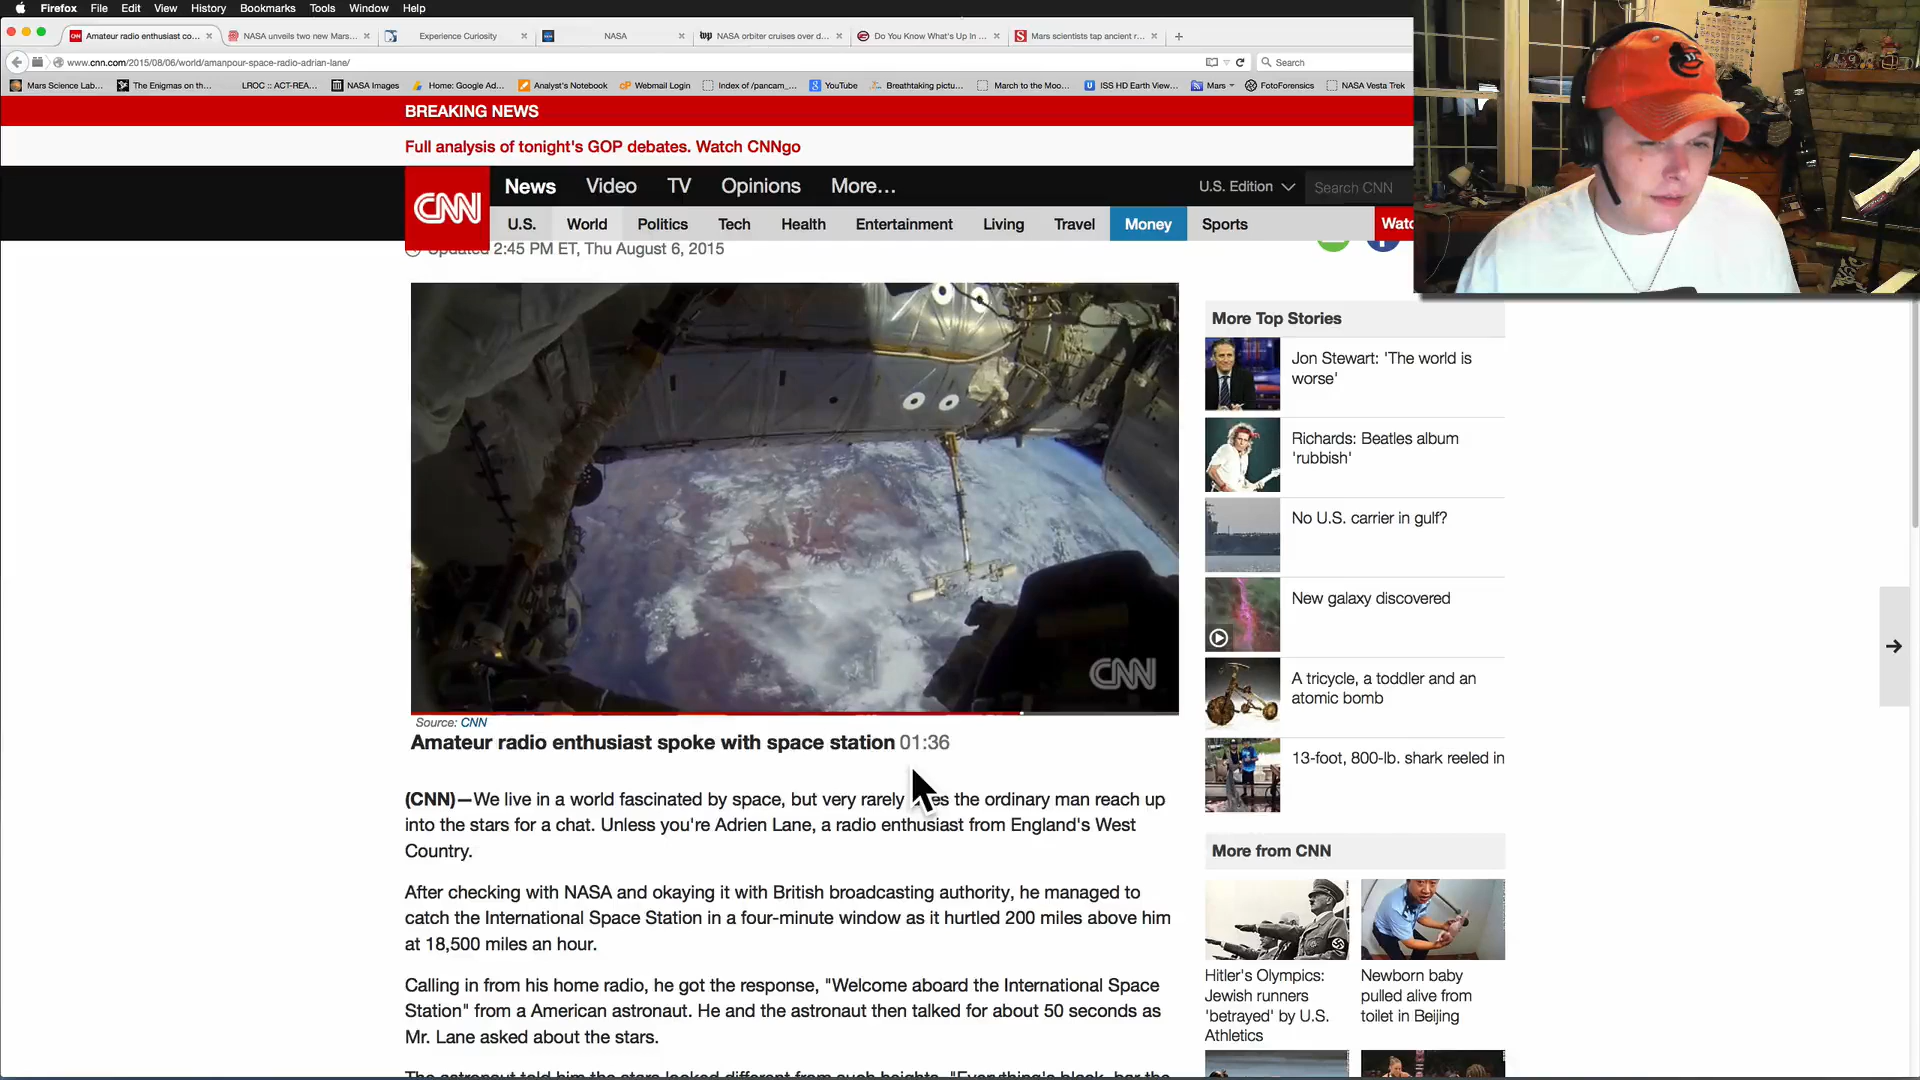 Firefox File Edit View History Bookmarks Tools Window Help
Amateur radio enthusiast co...
NASA unveils two new Mars...
Experience Curiosity
NASA
NASA orbiter cruises over d...
Do You Know What's Up In ...
Mars scientists tap ancient r...
www.cnn.com/2015/08/06/world/amanpour-space-radio-adrian-lane/
Search
Mars Science Lab... The Enigmas on th... LROC :: ACT-REA... NASA Images Home: Google Ad... Analyst's Notebook Webmail Login Index of /pancam_... YouTube Breathtaking pictu... March to the Moo... ISS HD Earth View... Mars FotoForensics NASA Vesta Trek
BREAKING NEWS
Full analysis of tonight's GOP debates. Watch CNNgo
CNN
News Video TV Opinions More...
U.S. Edition
Search CNN
U.S. World Politics Tech Health Entertainment Living Travel Money Sports
Updated 2:45 PM ET, Thu August 6, 2015
CNN
Source: CNN
Amateur radio enthusiast spoke with space station 01:36
(CNN)—We live in a world fascinated by space, but very rarely the ordinary man reach up
into the stars for a chat. Unless you're Adrien Lane, a radio enthusiast from England's West
Country.
After checking with NASA and okaying it with British broadcasting authority, he managed to
catch the International Space Station in a four-minute window as it hurtled 200 miles above him
at 18,500 miles an hour.
Calling in from his home radio, he got the response, "Welcome aboard the International Space
Station" from a American astronaut. He and the astronaut then talked for about 50 seconds as
Mr. Lane asked about the stars.
More Top Stories
Jon Stewart: 'The world is
worse'
Richards: Beatles album
'rubbish'
No U.S. carrier in gulf?
New galaxy discovered
A tricycle, a toddler and an
atomic bomb
13-foot, 800-lb. shark reeled in
More from CNN
Hitler's Olympics:
Jewish runners
'betrayed' by U.S.
Athletics
Newborn baby
pulled alive from
toilet in Beijing